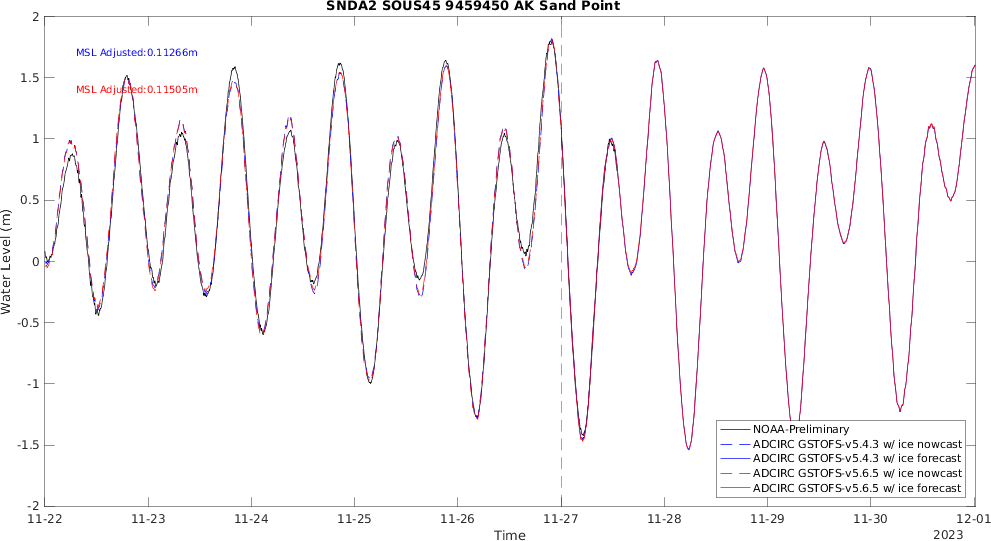 SNDA2 SOUS45 9459450 AK Sand Point
2
1.5
1
0.5
0
-0.5
-1
-1.5
-2
Water Level (m)
MSL Adjusted:0.11266m
MSL Adjusted:0.11505m
NOAA-Preliminary
ADCIRC GSTOFS-v5.4.3 w/ ice nowcast
ADCIRC GSTOFS-v5.4.3 w/ ice forecast
ADCIRC GSTOFS-v5.6.5 w/ ice nowcast
ADCIRC GSTOFS-v5.6.5 w/ ice forecast
11-22 11-23 11-24 11-25 11-26 11-27 11-28 11-29 11-30 12-01
Time
2023